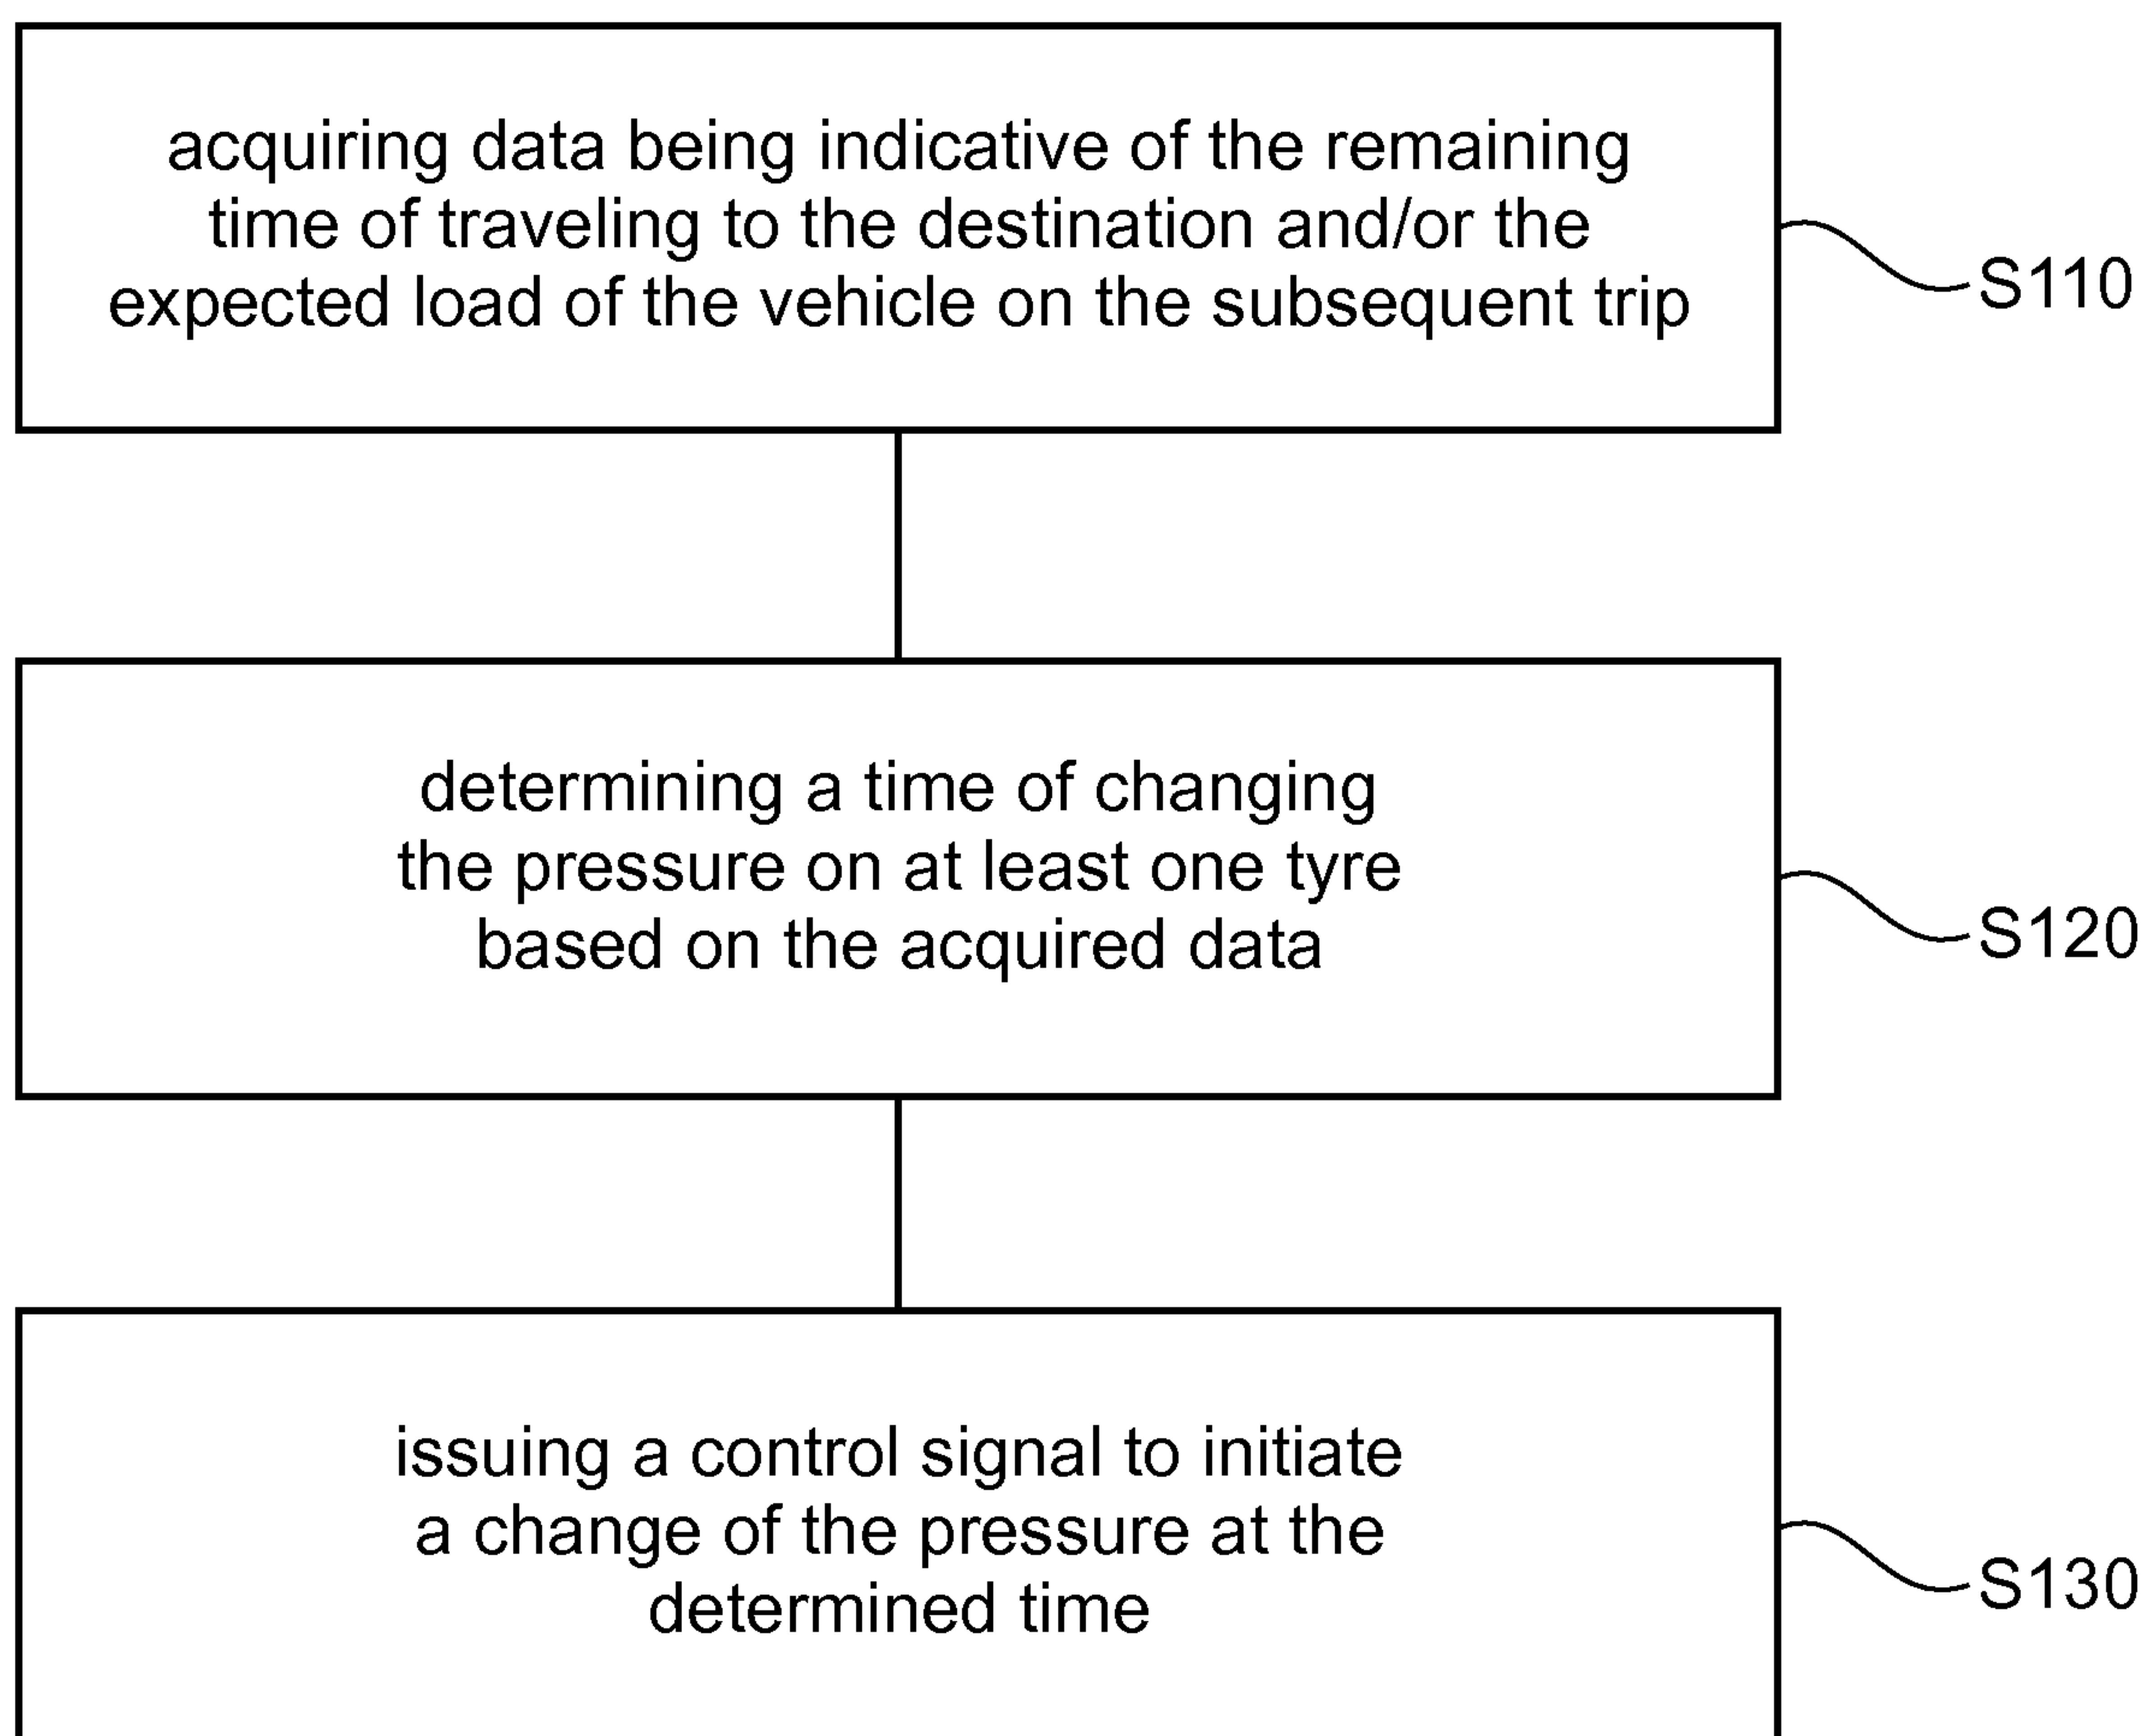 acquiring data being indicative of the remaining
time of traveling to the destination and/or the
expected load of the vehicle on the subsequent trip
S110
determining a time of changing
the pressure on at least one tyre
based on the acquired data
S120
issuing a control signal to initiate
a change of the pressure at the
determined time
S130